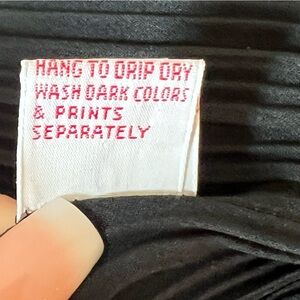 HANG TO DRIP DRY
WASH DARK COLORS
& PRINTS
SEPARATELY